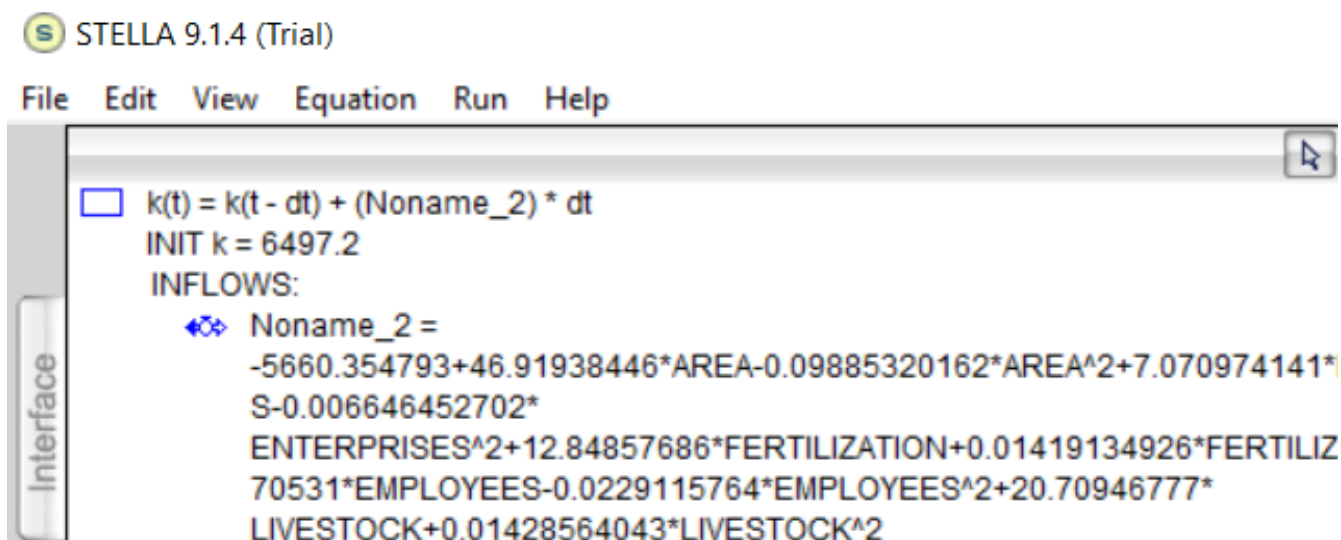 S STELLA 9.1.4 (Trial)
File Edit View Equation Run Help
k(t) = k(t - dt) + (Noname_2) * dt
INIT k = 6497.2
INFLOWS:
Noname_2 =
-5660.354793+46.91938446*AREA-0.09885320162*AREA^2+7.070974141*
S-0.006646452702*
ENTERPRISES^2+12.84857686*FERTILIZATION+0.01419134926*FERTILIZ
70531*EMPLOYEES-0.0229115764*EMPLOYEES^2+20.70946777*
LIVESTOCK+0.01428564043*LIVESTOCK^2
Interface